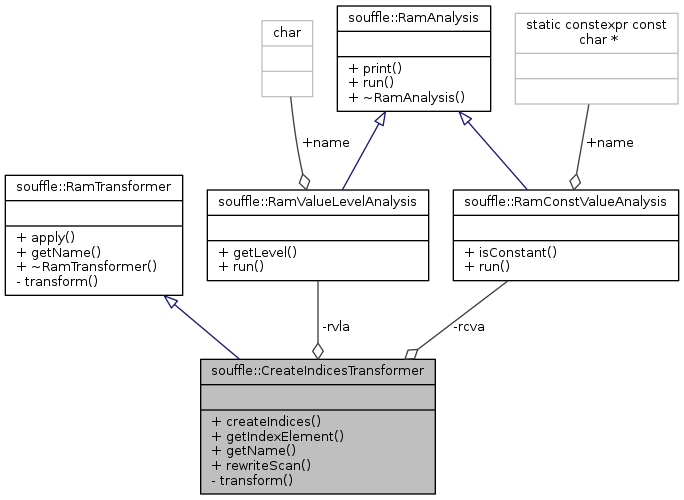 char
souffle::RamAnalysis
+ print()
+ run()
+ ~RamAnalysis()
static constexpr const
char *
+name
+name
souffle::RamTransformer
+ apply()
+ getName()
+ ~RamTransformer()
- transform()
souffle::RamValueLevelAnalysis
+ getLevel()
+ run()
souffle::RamConstValueAnalysis
+ isConstant()
+ run()
-rvla
-rcva
souffle::CreateIndicesTransformer
+ createIndices()
+ getIndexElement()
+ getName()
+ rewriteScan()
- transform()